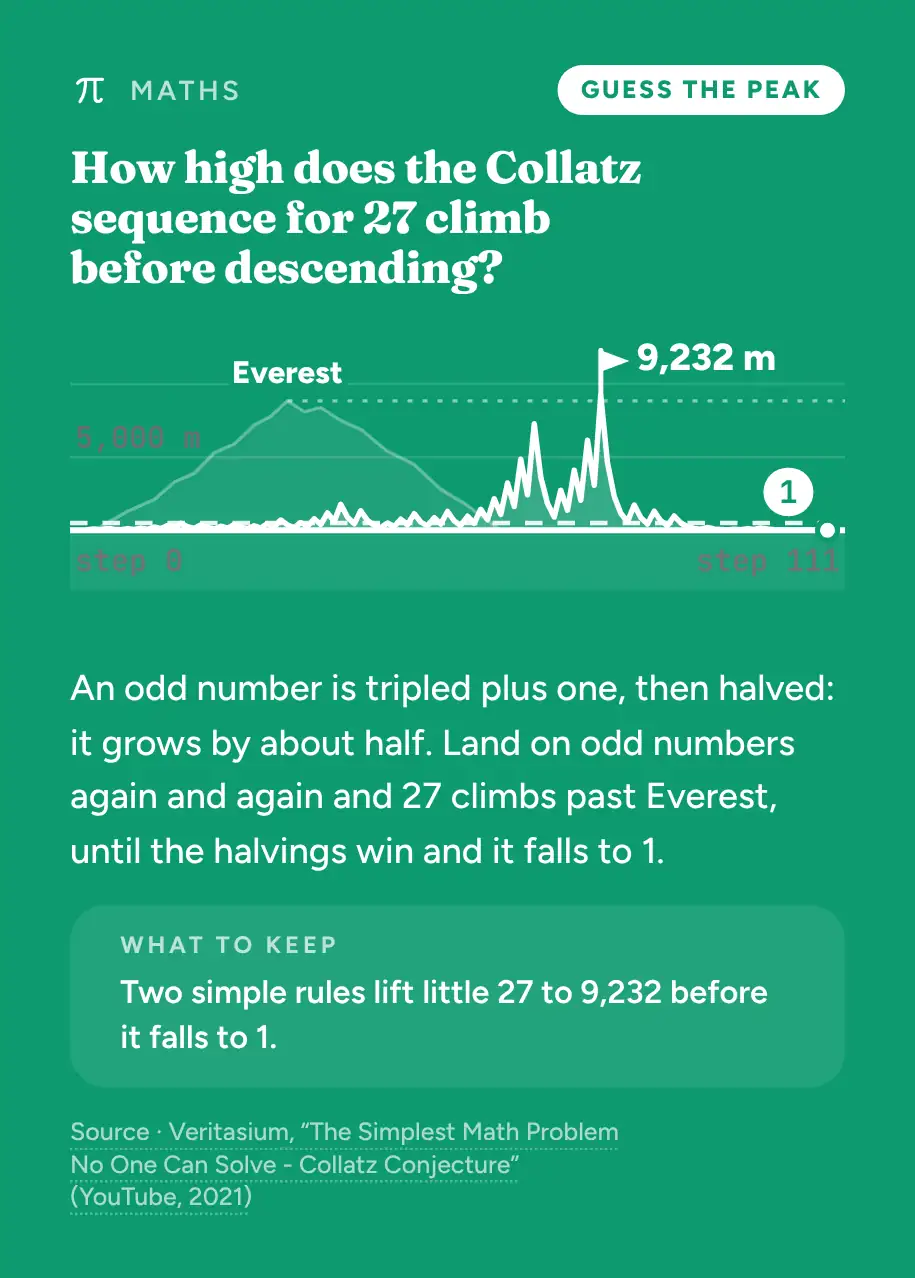 π MATHS
GUESS THE PEAK
How high does the Collatz
sequence for 27 climb
before descending?
9,232 m
Everest
5,000 m
1
step 0
step 111
An odd number is tripled plus one, then halved:
it grows by about half. Land on odd numbers
again and again and 27 climbs past Everest,
until the halvings win and it falls to 1.
WHAT TO KEEP
Two simple rules lift little 27 to 9,232 before
it falls to 1.
Source · Veritasium, “The Simplest Math Problem
No One Can Solve - Collatz Conjecture”
(YouTube, 2021)